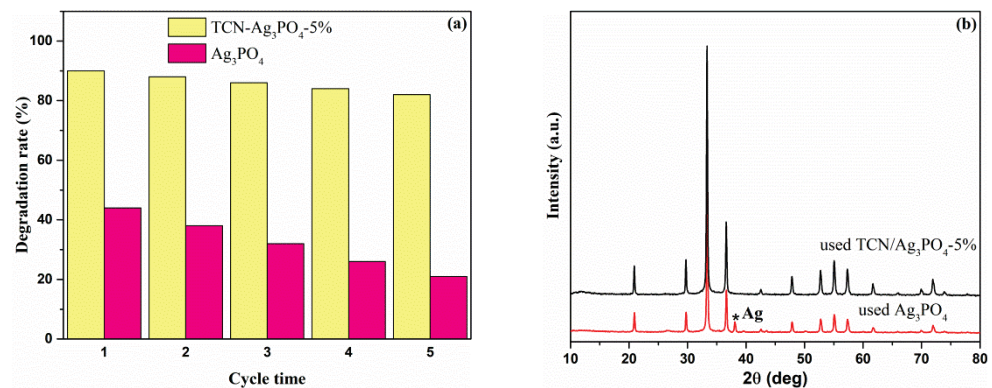 (a)
TCN-Ag₃PO₄-5%
Ag₃PO₄
Degradation rate (%)
100
80
60
40
20
0
1 2 3 4 5
Cycle time
(b)
Intensity (a.u.)
used TCN/Ag₃PO₄-5%
used Ag₃PO₄
* Ag
10 20 30 40 50 60 70 80
2θ (deg)